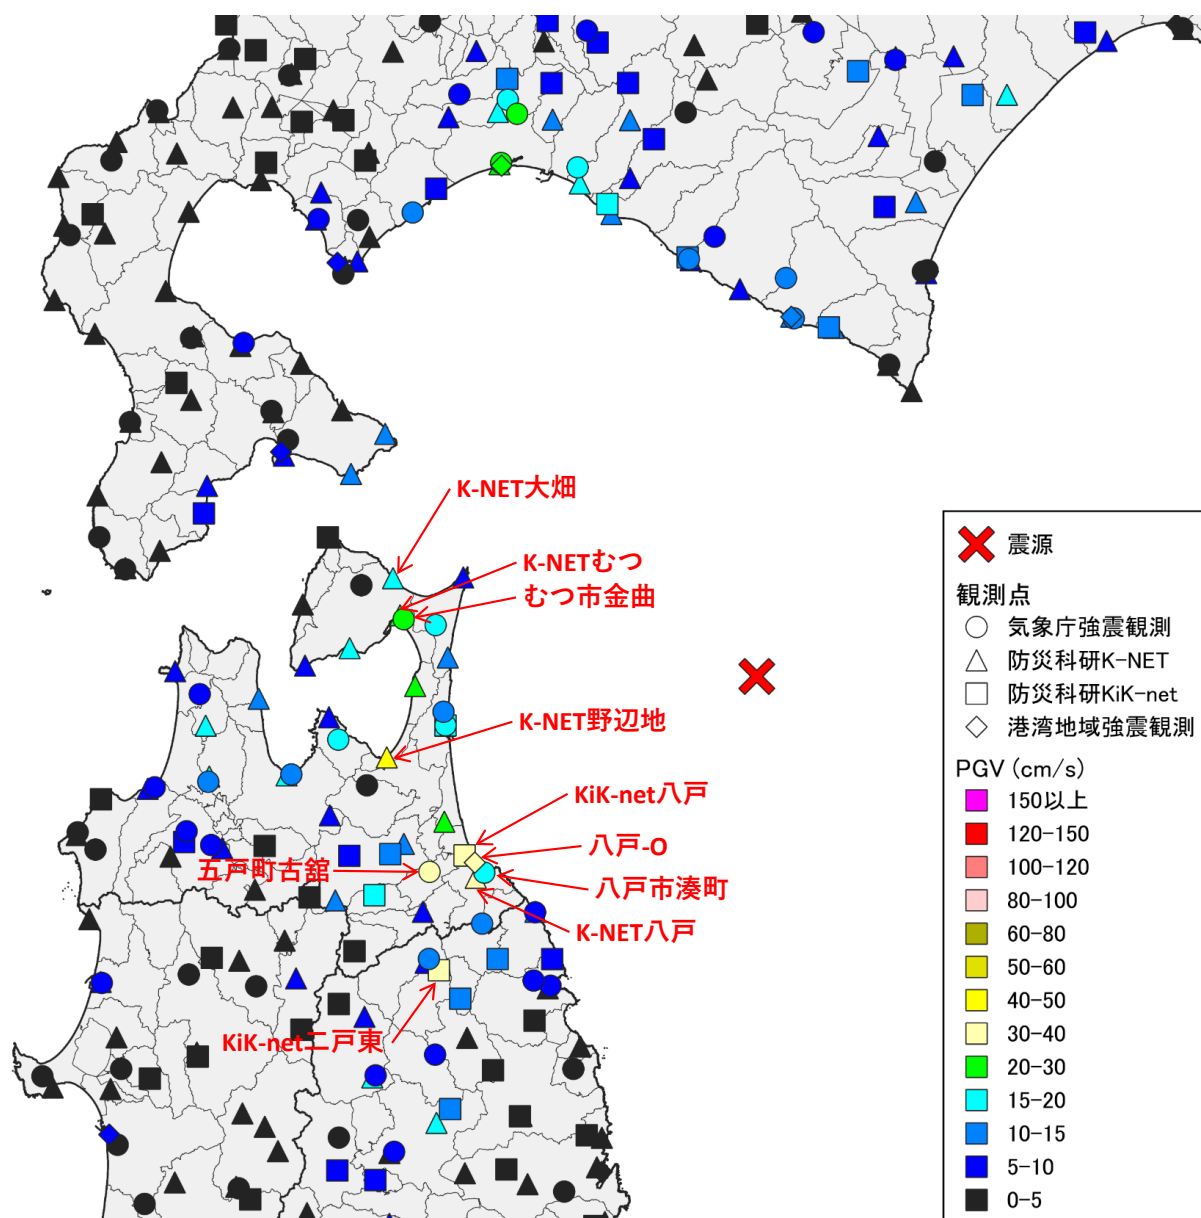 K-NET大畑
K-NETむつ
むつ市金曲
K-NET野辺地
KiK-net八戸
八戸-O
五戸町古舘
八戸市湊町
K-NET八戸
KiK-net二戸東
震源
観測点
気象庁強震観測
防災科研K-NET
防災科研KiK-net
港湾地域強震観測
PGV (cm/s)
150以上
120-150
100-120
80-100
60-80
50-60
40-50
30-40
20-30
15-20
10-15
5-10
0-5